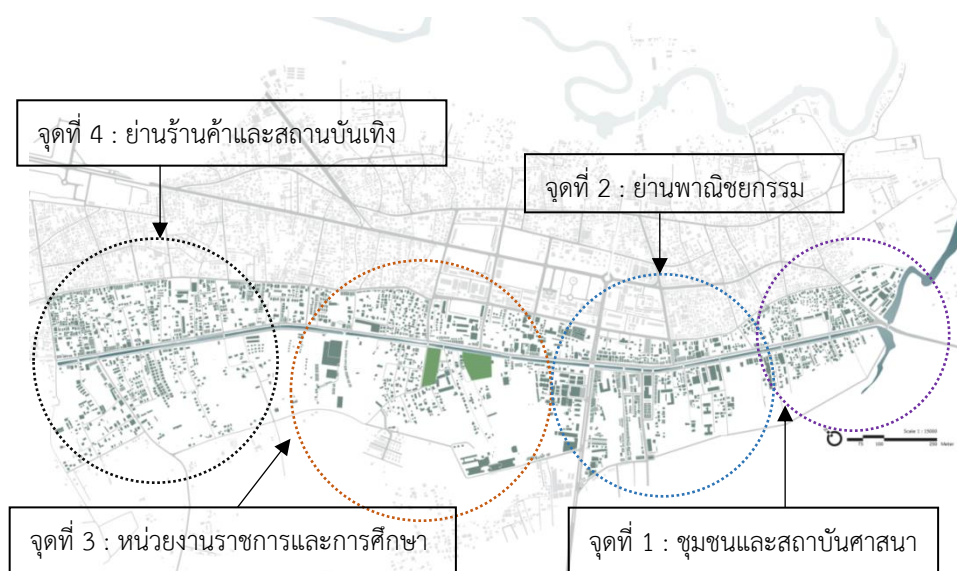 จุดที่ 4 : ย่านร้านค้าและสถานบันเทิง
จุดที่ 2 : ย่านพาณิชยกรรม
Scale 1 : 15000
Meter
จุดที่ 3 : หน่วยงานราชการและการศึกษา
จุดที่ 1 : ชุมชนและสถาบันศาสนา